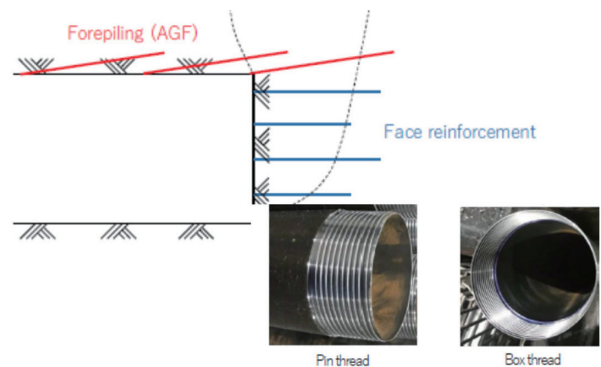 Forepiling (AGF)
Face reinforcement
Pin thread
Box thread